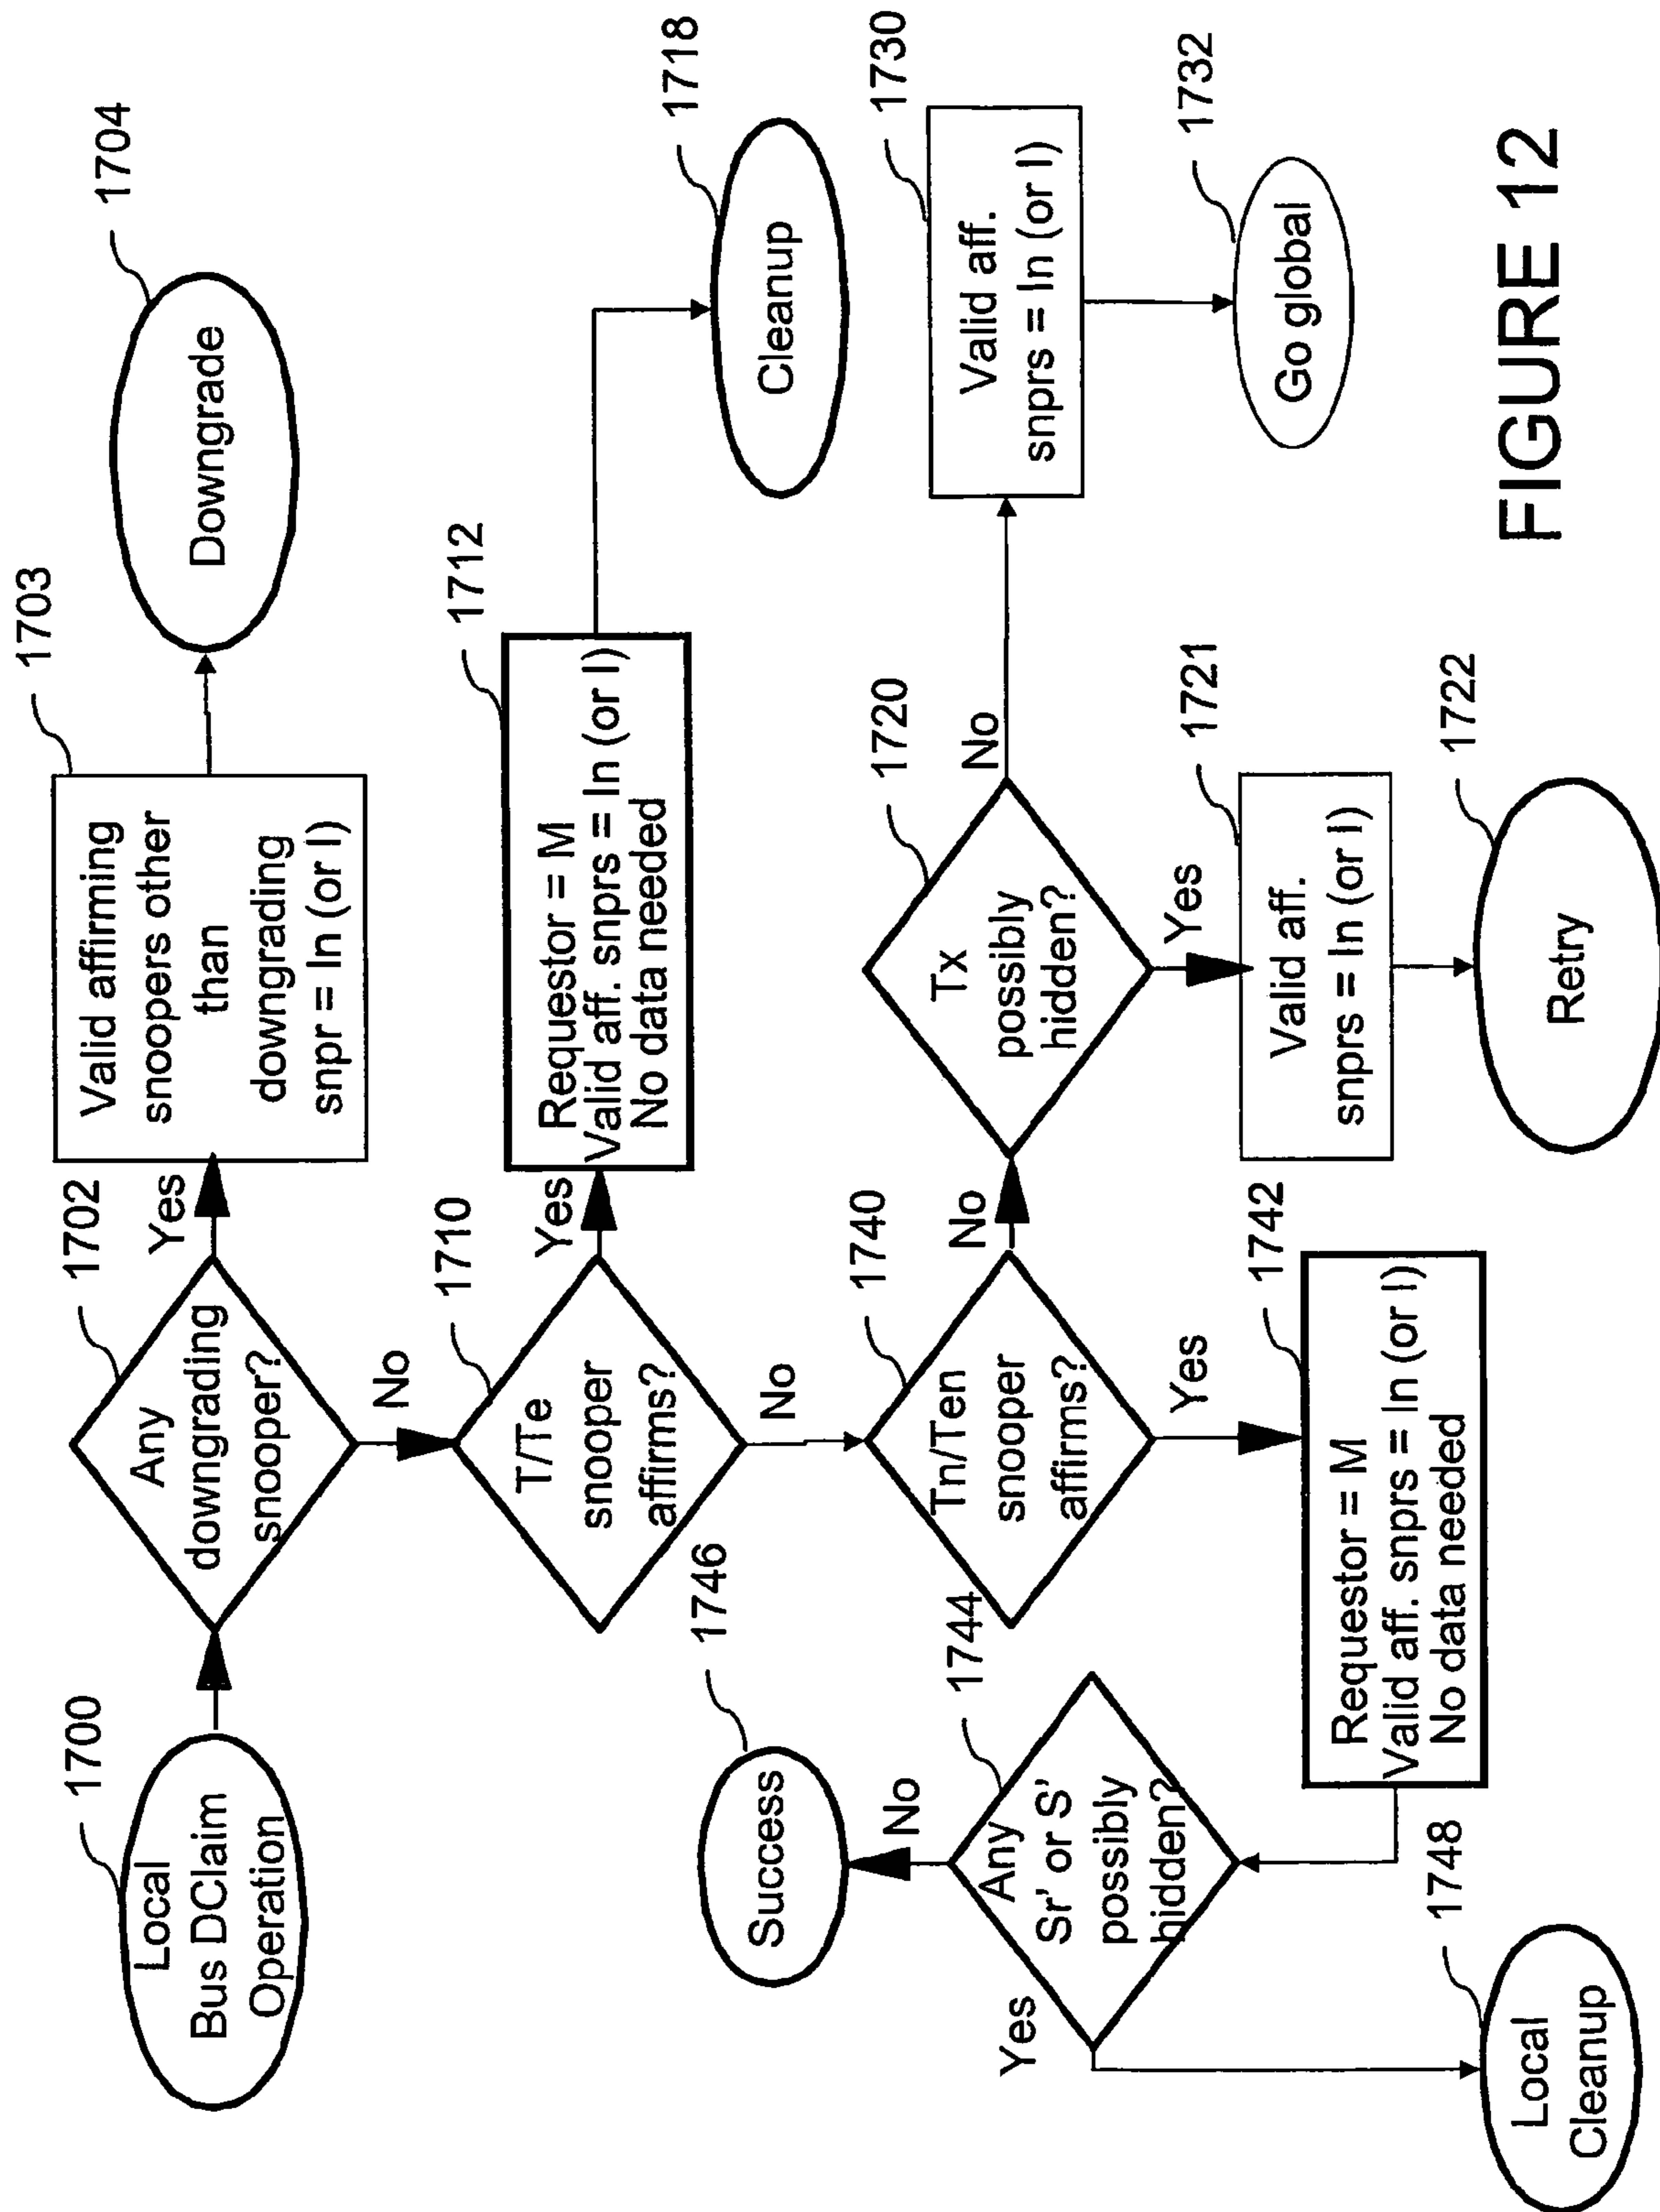 1700
Local
Bus DClaim
Operation
1702
Any
downgrading
snooper?
Yes
No
1703
Valid affirming
snoopers other
than
downgrading
snpr = In (or I)
1704
Downgrade
1710
T/Te
snooper
affirms?
Yes
No
1712
Requestor = M
Valid aff. snprs = In (or I)
No data needed
1718
Cleanup
1740
Tn/Ten
snooper
affirms?
No
Yes
1720
Tx
possibly
hidden?
No
Yes
1730
Valid aff.
snprs = In (or I)
1732
Go global
1721
Valid aff.
snprs = In (or I)
1722
Retry
1742
Requestor = M
Valid aff. snprs = In (or I)
No data needed
1744
Any
Sr' or S'
possibly
hidden?
No
Yes
1746
Success
1748
Local
Cleanup
FIGURE 12